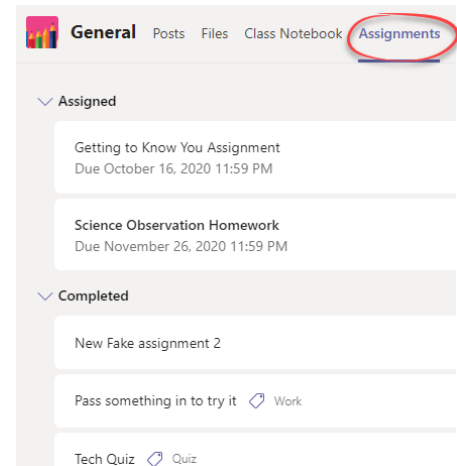 General Posts Files Class Notebook Assignments
Assigned
Getting to Know You Assignment
Due October 16, 2020 11:59 PM
Science Observation Homework
Due November 26, 2020 11:59 PM
Completed
New Fake assignment 2
Pass something in to try it Work
Tech Quiz Quiz